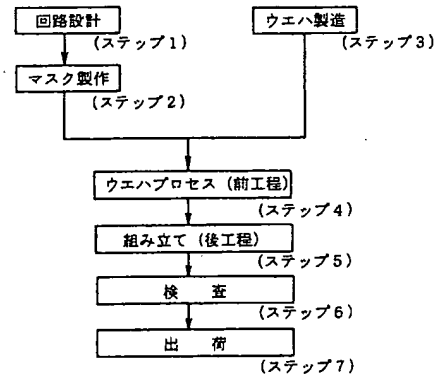 回路設計
(ステップ1)
ウエハ製造
(ステップ3)
マスク製作
(ステップ2)
ウエハプロセス(前工程)
(ステップ4)
組み立て(後工程)
(ステップ5)
検 査
(ステップ6)
出 荷
(ステップ7)